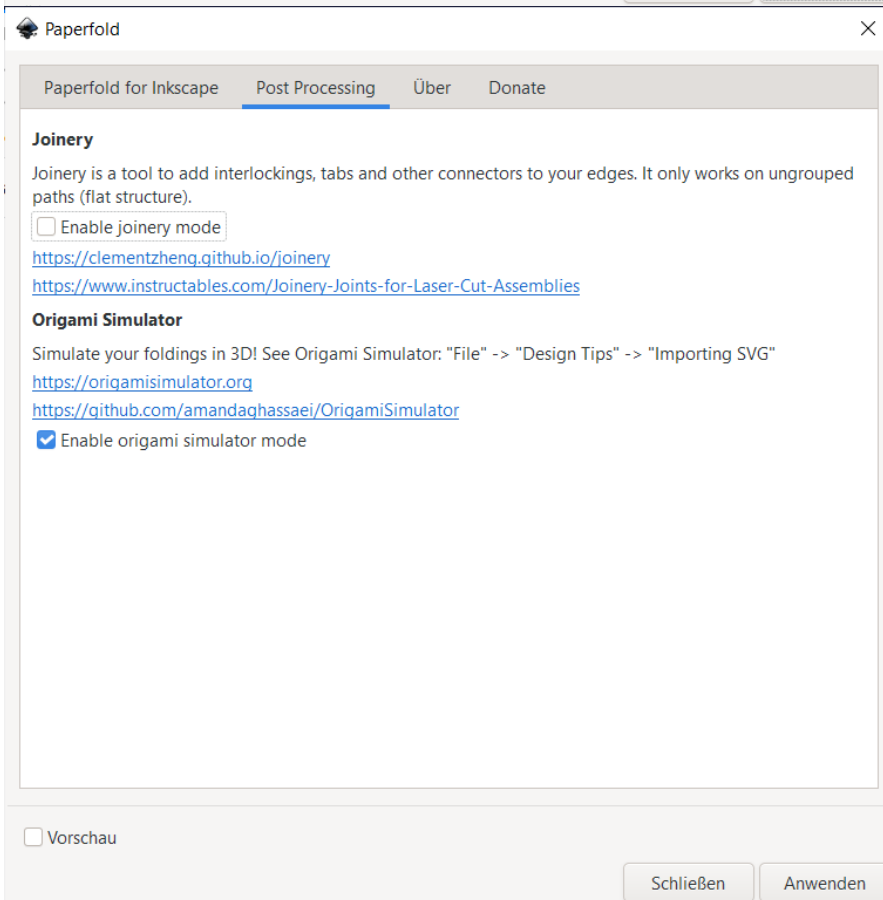 Paperfold
Paperfold for Inkscape Post Processing Über Donate
Joinery
Joinery is a tool to add interlockings, tabs and other connectors to your edges. It only works on ungrouped
paths (flat structure).
Enable joinery mode
https://clementzheng.github.io/joinery
https://www.instructables.com/Joinery-Joints-for-Laser-Cut-Assemblies
Origami Simulator
Simulate your foldings in 3D! See Origami Simulator: "File" -> "Design Tips" -> "Importing SVG"
https://origamisimulator.org
https://github.com/amandaghassaei/OrigamiSimulator
Enable origami simulator mode
Vorschau
Schließen Anwenden